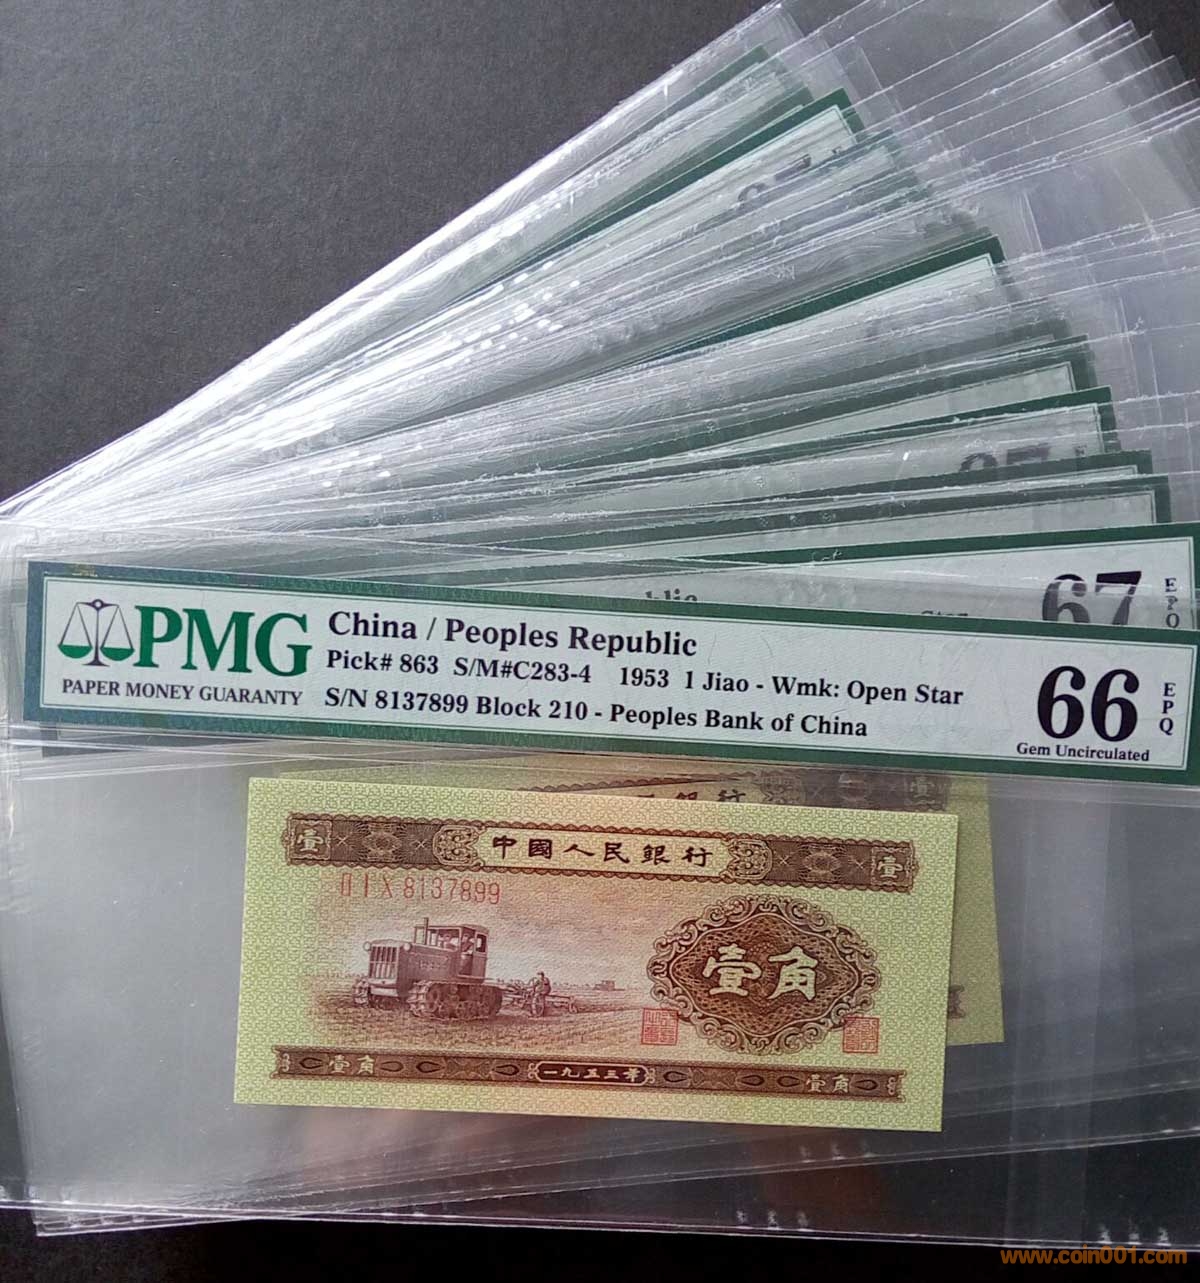 67 EPQ
PMG
PAPER MONEY GUARANTY
China / Peoples Republic
Pick# 863 S/M#C283-4 1953 1 Jiao - Wmk: Open Star
S/N 8137899 Block 210 - Peoples Bank of China
66 EPQ
Gem Uncirculated
銀行
壹 中國人民銀行 壹
II I X 8137899
壹角
壹角 一九五三年 壹角
www.coin001.com